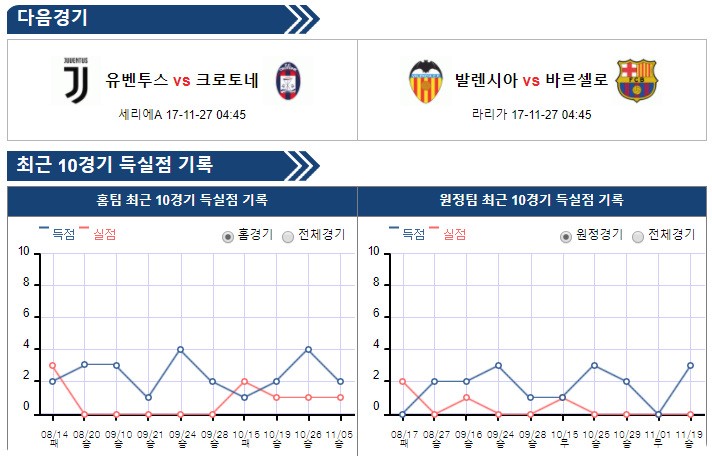 다음경기
JUVENTUS
유벤투스 vs 크로토네
세리에A 17-11-27 04:45
FCB
발렌시아 vs 바르셀로
라리가 17-11-27 04:45
최근 10경기 득실점 기록
홈팀 최근 10경기 득실점 기록
득점 실점 홈경기 전체경기
10
8
6
4
2
0
08/14 08/20 09/10 09/21 09/24 09/28 10/15 10/19 10/26 11/05
패 승 승 승 승 승 패 승 승 승
원정팀 최근 10경기 득실점 기록
득점 실점 원정경기 전체경기
10
8
6
4
2
0
08/17 08/27 09/16 09/24 09/28 10/15 10/25 10/29 11/01 11/19
패 승 승 승 승 무 승 승 무 승